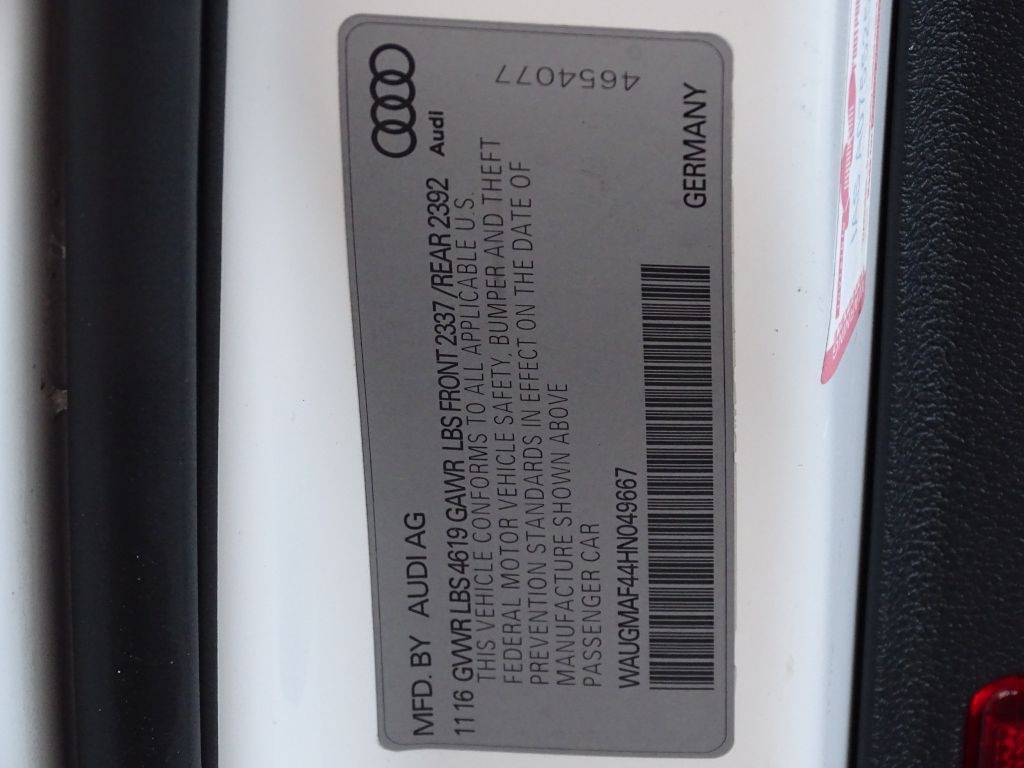 MFD. BY AUDI AG
Audi
11 16 GVWR LBS 4619 GAWR LBS FRONT 2337/REAR 2392
THIS VEHICLE CONFORMS TO ALL APPLICABLE U.S.
FEDERAL MOTOR VEHICLE SAFETY, BUMPER AND THEFT
PREVENTION STANDARDS IN EFFECT ON THE DATE OF
MANUFACTURE SHOWN ABOVE
PASSENGER CAR
4654077
WAUGMAF44HN049667
GERMANY